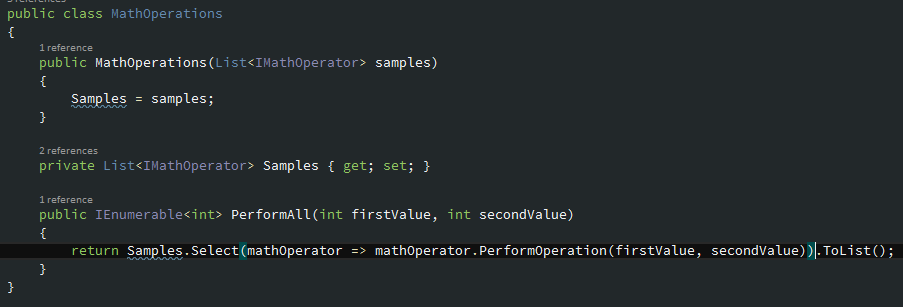 public class MathOperations
{
1 reference
public MathOperations(List<IMathOperator> samples)
{
Samples = samples;
}
2 references
private List<IMathOperator> Samples { get; set; }
1 reference
public IEnumerable<int> PerformAll(int firstValue, int secondValue)
{
return Samples.Select(mathOperator => mathOperator.PerformOperation(firstValue, secondValue)).ToList();
}
}